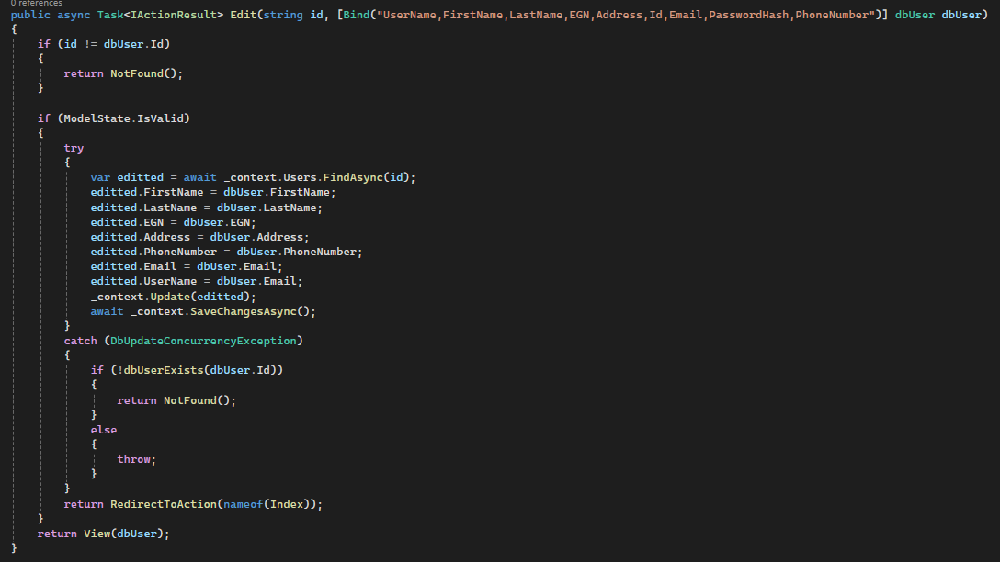 0 references
public async Task<IActionResult> Edit(string id, [Bind("UserName,FirstName,LastName,EGN,Address,Id,Email,PasswordHash,PhoneNumber")] dbUser dbUser)
{
    if (id != dbUser.Id)
    {
        return NotFound();
    }

    if (ModelState.IsValid)
    {
        try
        {
            var editted = await _context.Users.FindAsync(id);
            editted.FirstName = dbUser.FirstName;
            editted.LastName = dbUser.LastName;
            editted.EGN = dbUser.EGN;
            editted.Address = dbUser.Address;
            editted.PhoneNumber = dbUser.PhoneNumber;
            editted.Email = dbUser.Email;
            editted.UserName = dbUser.Email;
            _context.Update(editted);
            await _context.SaveChangesAsync();
        }
        catch (DbUpdateConcurrencyException)
        {
            if (!dbUserExists(dbUser.Id))
            {
                return NotFound();
            }
            else
            {
                throw;
            }
        }
        return RedirectToAction(nameof(Index));
    }
    return View(dbUser);
}